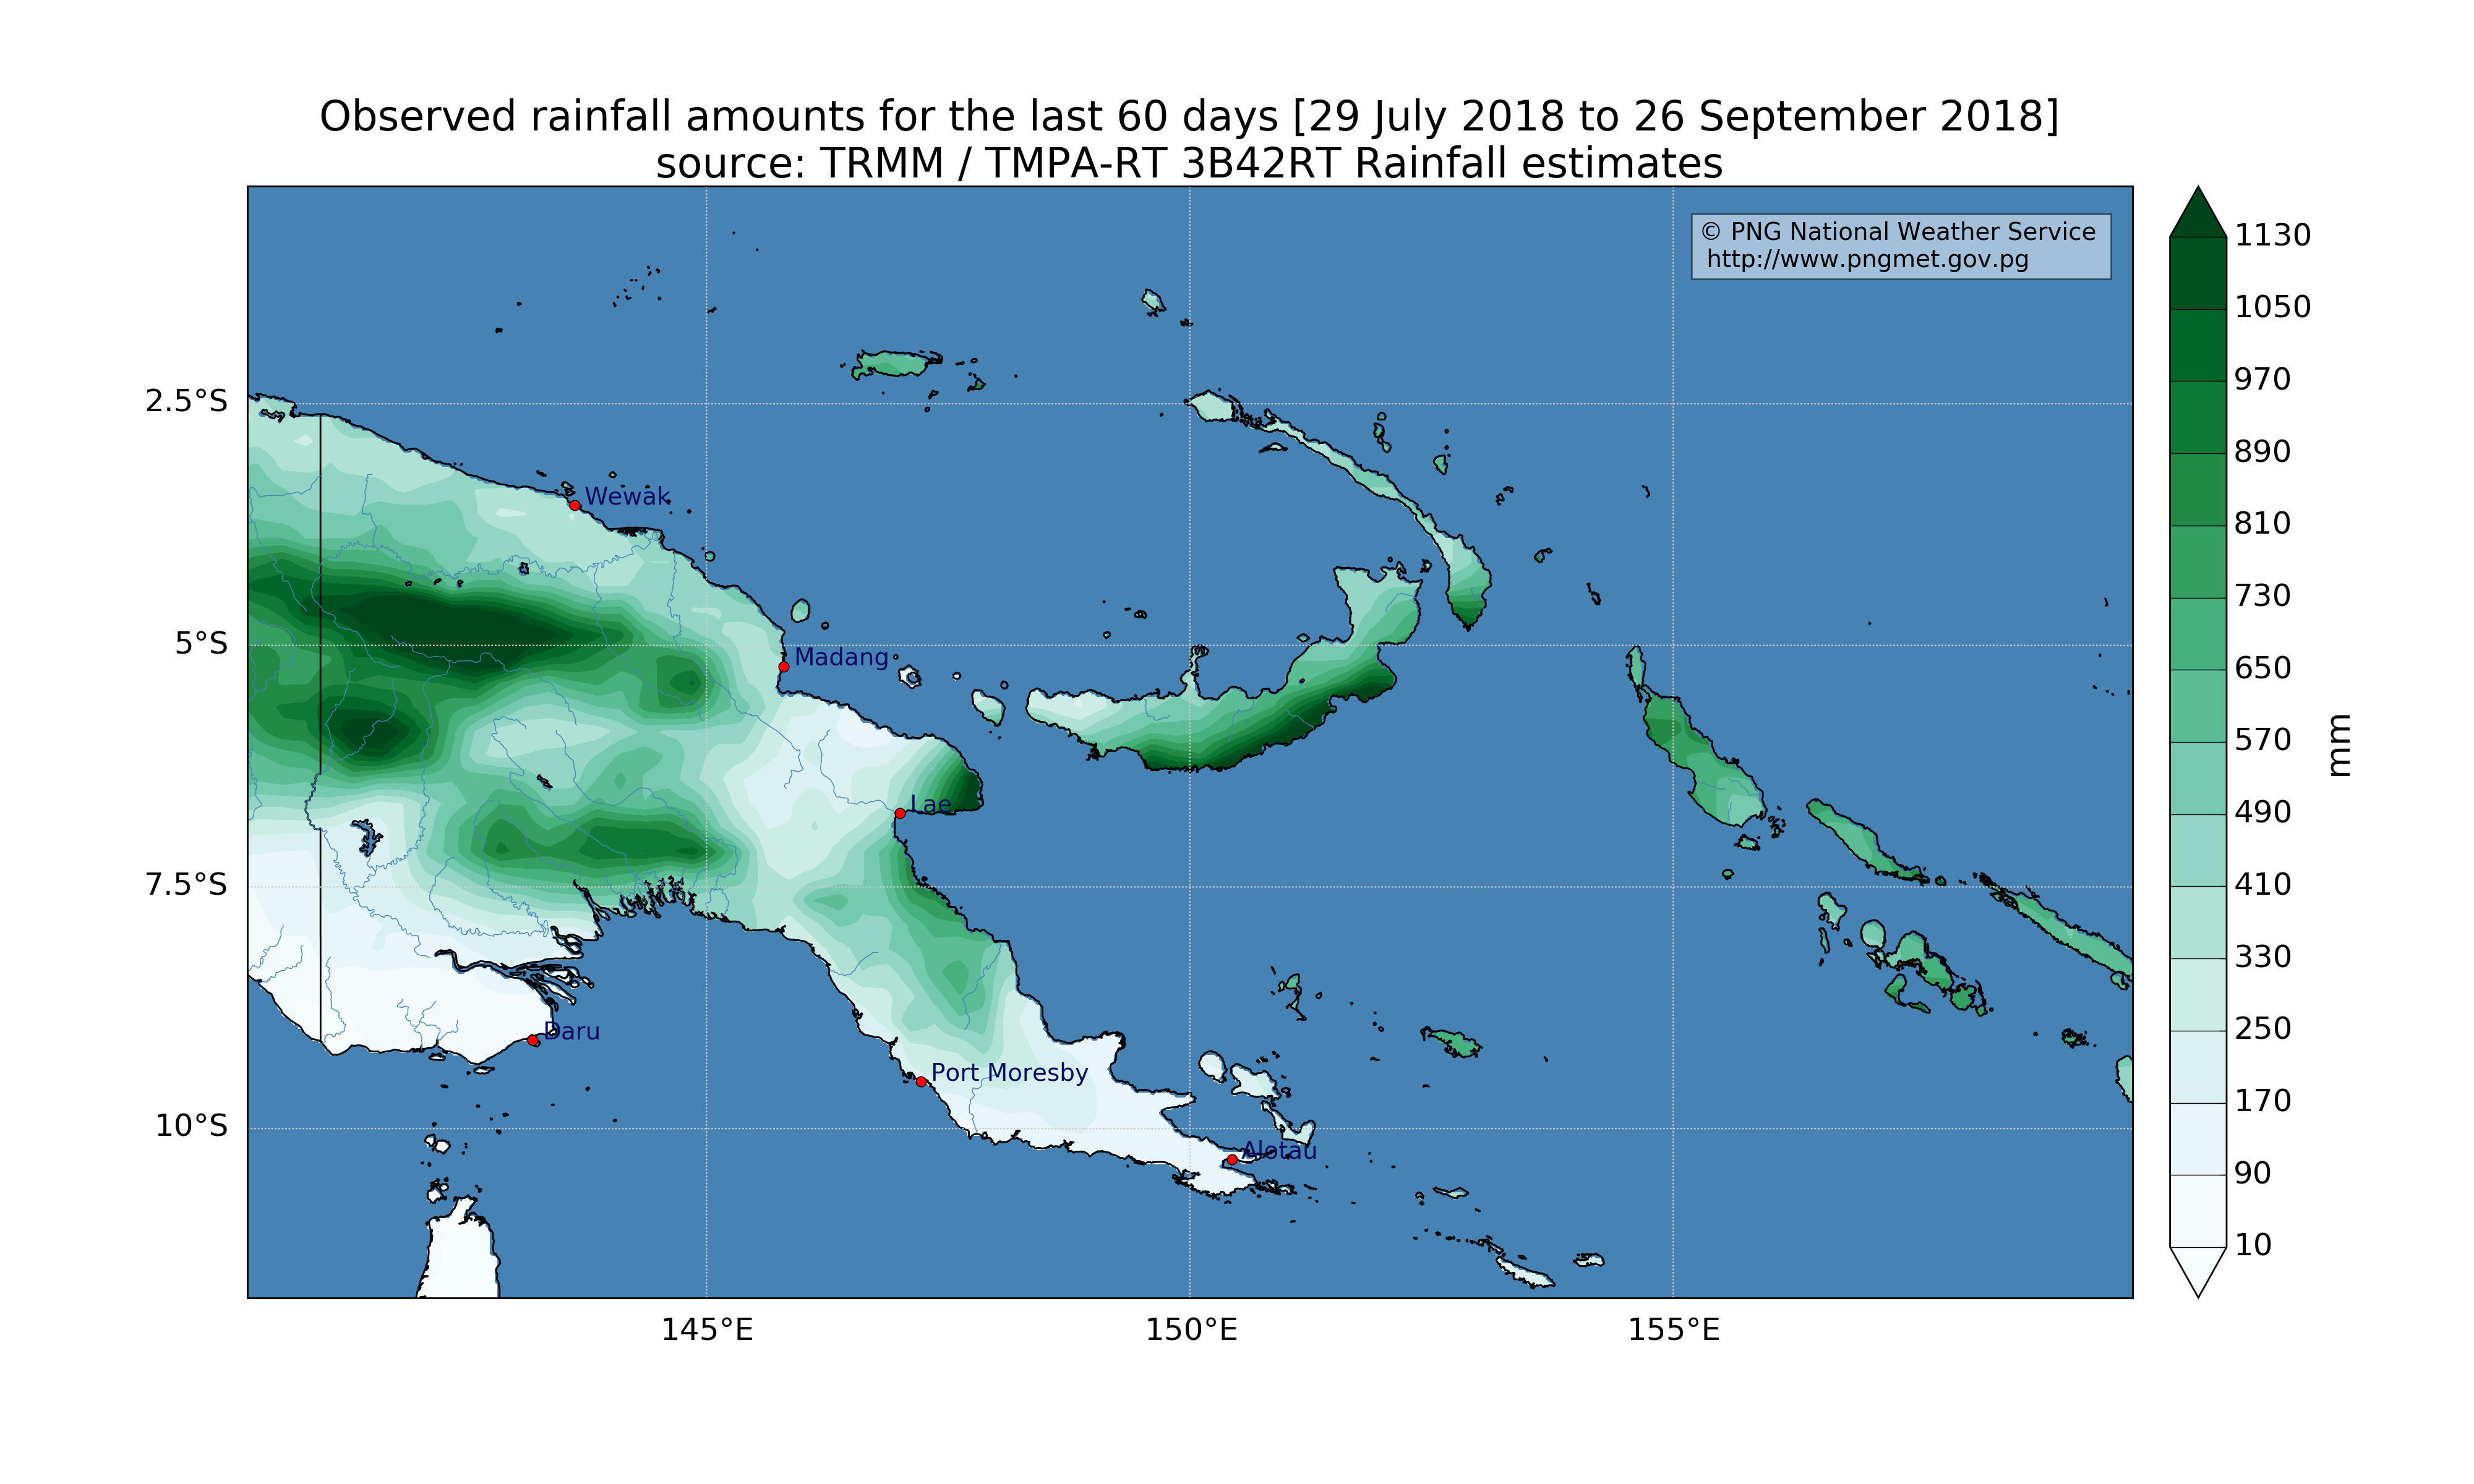 Observed rainfall amounts for the last 60 days [29 July 2018 to 26 September 2018]
source: TRMM / TMPA-RT 3B42RT Rainfall estimates
© PNG National Weather Service
http://www.pngmet.gov.pg
2.5°S
5°S
7.5°S
10°S
145°E
150°E
155°E
Wewak
Madang
Lae
Daru
Port Moresby
Alotau
1130
1050
970
890
810
730
650
570
490
410
330
250
170
90
10
mm